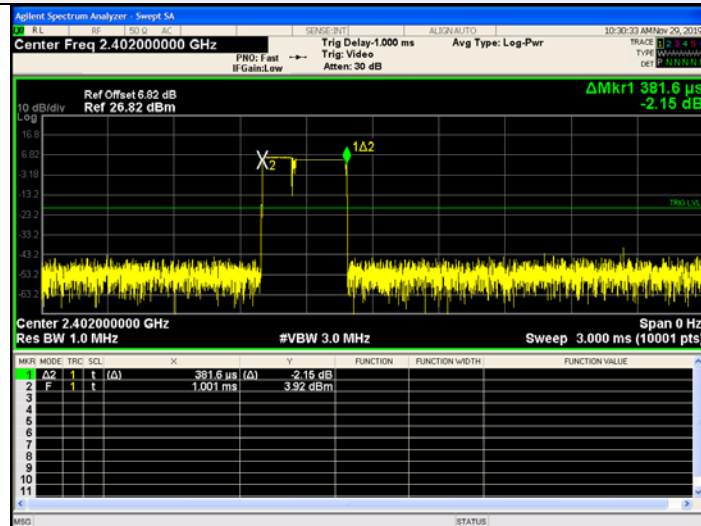 Agilent Spectrum Analyzer - Swept SA
RL RF 50 Ω AC SENSE:INT ALIGN AUTO 10:30:33 AM Nov 29, 2019
Center Freq 2.402000000 GHz Trig Delay-1.000 ms Avg Type: Log-Pwr TRACE 1 2 3 4 5
PNO: Fast Trig: Video TYPE
IFGain:Low Atten: 30 dB DET P N N N N
Ref Offset 6.82 dB ΔMkr1 381.6 µs
10 dB/div Ref 26.82 dBm -2.15 dB
Log
16.8
6.82
-3.18
-13.2
-23.2
-33.2
-43.2
-53.2
-63.2
X2
1Δ2
TRIG LVL
Center 2.402000000 GHz Span 0 Hz
Res BW 1.0 MHz #VBW 3.0 MHz Sweep 3.000 ms (10001 pts)
MKR MODE TRC SCL X Y FUNCTION FUNCTION WIDTH FUNCTION VALUE
1 Δ2 1 t (Δ) 381.6 µs (Δ) -2.15 dB
2 F 1 t 1.001 ms 3.92 dBm
3
4
5
6
7
8
9
10
11
MSG STATUS